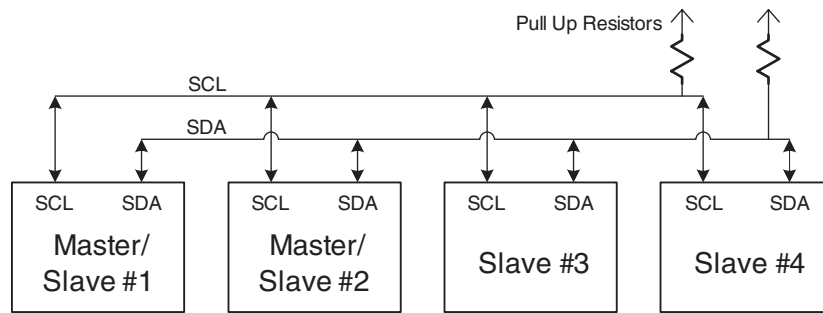 Pull Up Resistors
SCL
SDA
SCL SDA
Master/
Slave #1
SCL SDA
Master/
Slave #2
SCL SDA
Slave #3
SCL SDA
Slave #4